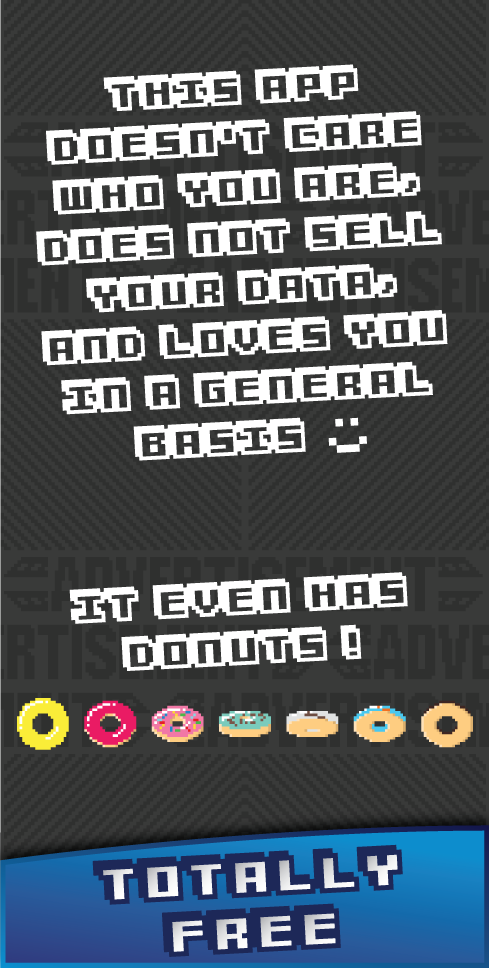 THIS APP
DOESN'T CARE
WHO YOU ARE,
DOES NOT SELL
YOUR DATA,
AND LOVES YOU
IN A GENERAL
BASIS :)
ADVERTISEMENT
IT EVEN HAS
DONUTS !
TOTALLY
FREE